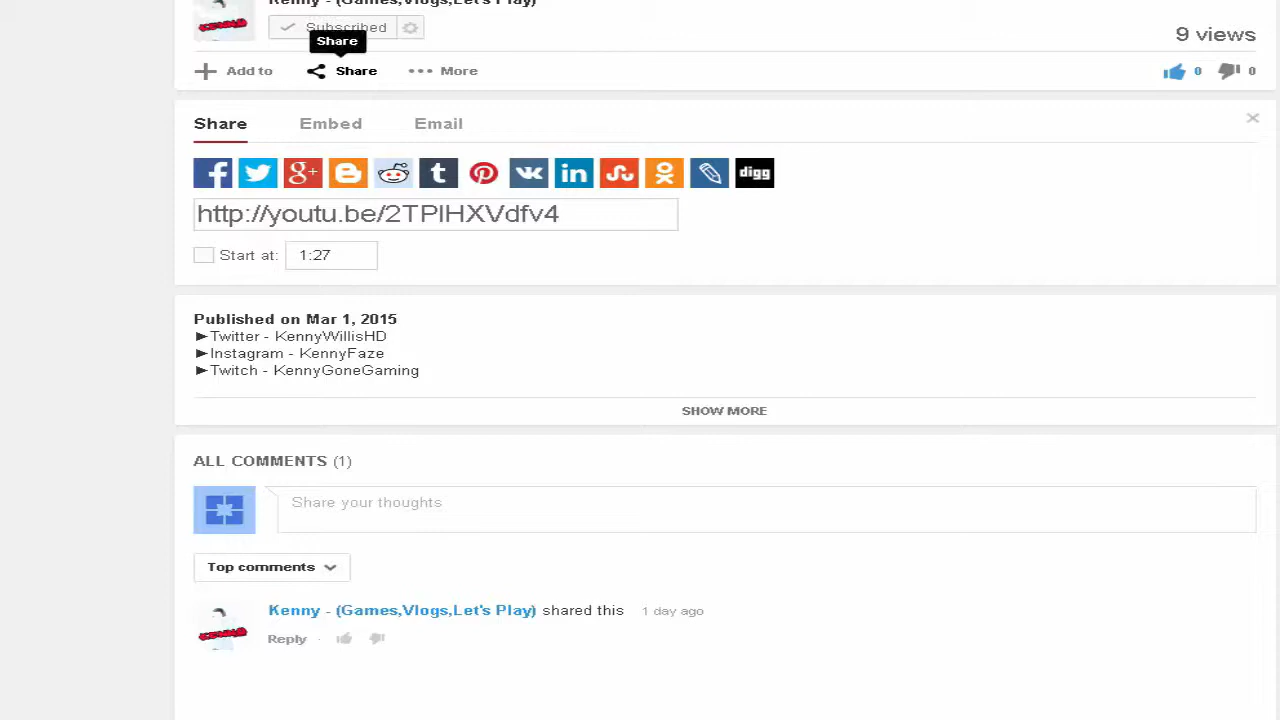 Kenny - (Games,Vlogs,Let's Play)
Subscribed
Share
9 views
Add to
Share
More
0
0
Share
Embed
Email
digg
http://youtu.be/2TPlHXVdfv4
Start at:
1:27
Published on Mar 1, 2015
►Twitter - KennyWillisHD
►Instagram - KennyFaze
►Twitch - KennyGoneGaming
SHOW MORE
ALL COMMENTS (1)
Share your thoughts
Top comments
Kenny - (Games,Vlogs,Let's Play) shared this 1 day ago
Reply ·